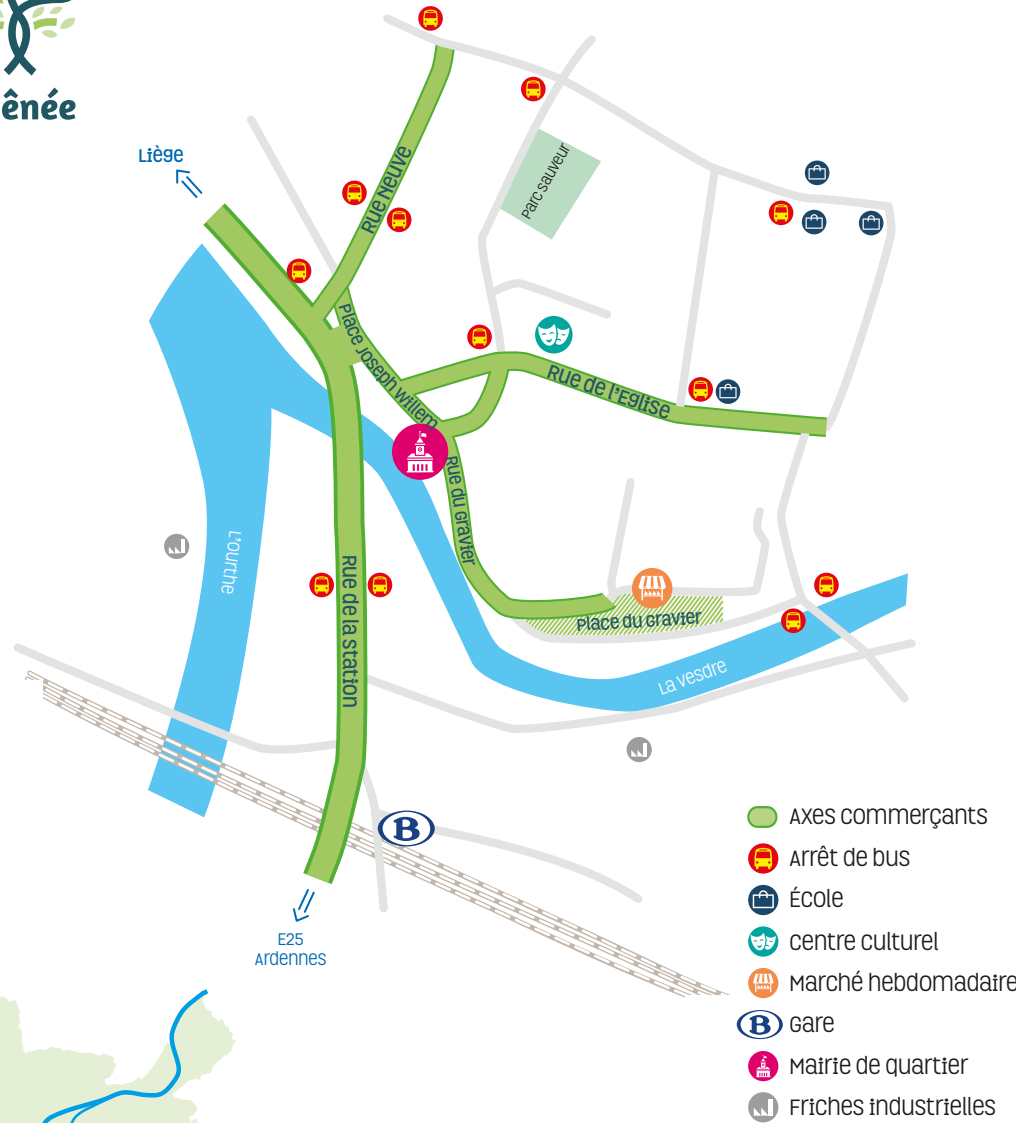 ênée
Liège
Rue Neuve
Parc sauveur
Place Joseph Willem
Rue de l'Eglise
Rue du Gravier
L'ourthe
Rue de la station
Place du Gravier
La vesdre
B
E25
Ardennes
Axes commerçants
Arrêt de bus
École
centre culturel
Marché hebdomadaire
B Gare
Mairie de quartier
Friches industrielles